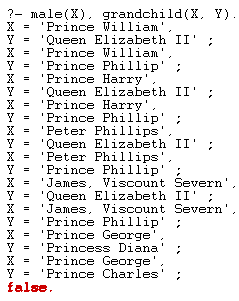 ?- male(X), grandchild(X, Y).
X = 'Prince William',
Y = 'Queen Elizabeth II' ;
X = 'Prince William',
Y = 'Prince Phillip' ;
X = 'Prince Harry',
Y = 'Queen Elizabeth II' ;
X = 'Prince Harry',
Y = 'Prince Phillip' ;
X = 'Peter Phillips',
Y = 'Queen Elizabeth II' ;
X = 'Peter Phillips',
Y = 'Prince Phillip' ;
X = 'James, Viscount Severn',
Y = 'Queen Elizabeth II' ;
X = 'James, Viscount Severn',
Y = 'Prince Phillip' ;
X = 'Prince George',
Y = 'Princess Diana' ;
X = 'Prince George',
Y = 'Prince Charles' ;
false.